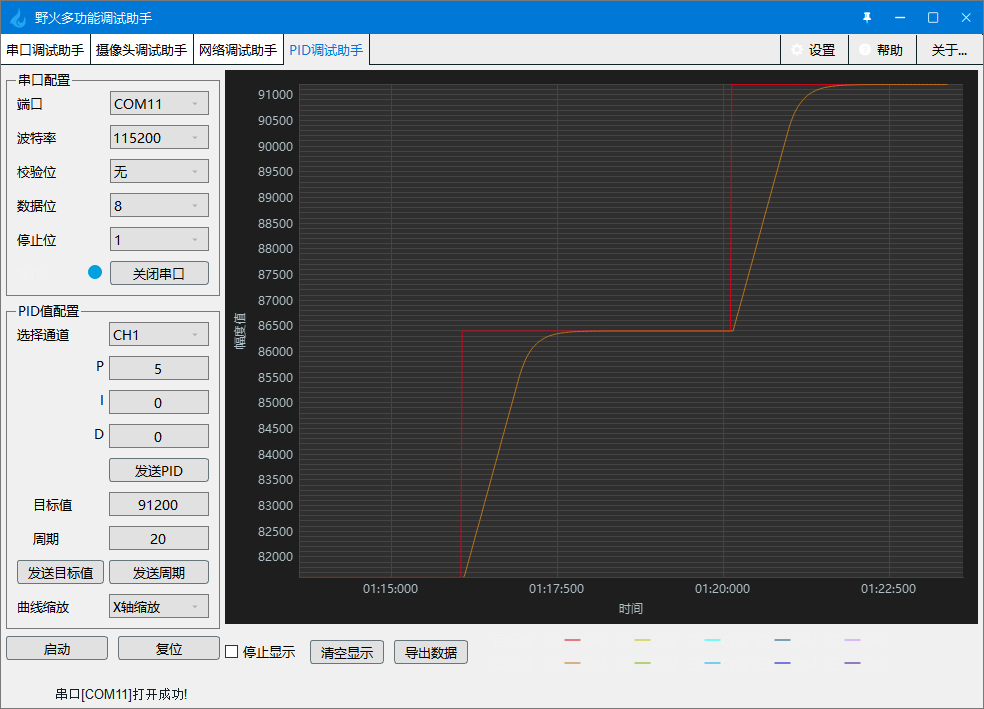 野火多功能调试助手
串口调试助手 摄像头调试助手 网络调试助手 PID调试助手 设置 帮助 关于...
串口配置
端口 COM11
波特率 115200
校验位 无
数据位 8
停止位 1
关闭串口
PID值配置
选择通道 CH1
P 5
I 0
D 0
发送PID
目标值 91200
周期 20
发送目标值 发送周期
曲线缩放 X轴缩放
启动 复位
91000
90500
90000
89500
89000
88500
88000
87500
87000
86500
86000
85500
85000
84500
84000
83500
83000
82500
82000
幅度值
01:15:000 01:17:500 01:20:000 01:22:500
时间
停止显示 清空显示 导出数据
串口[COM11]打开成功!